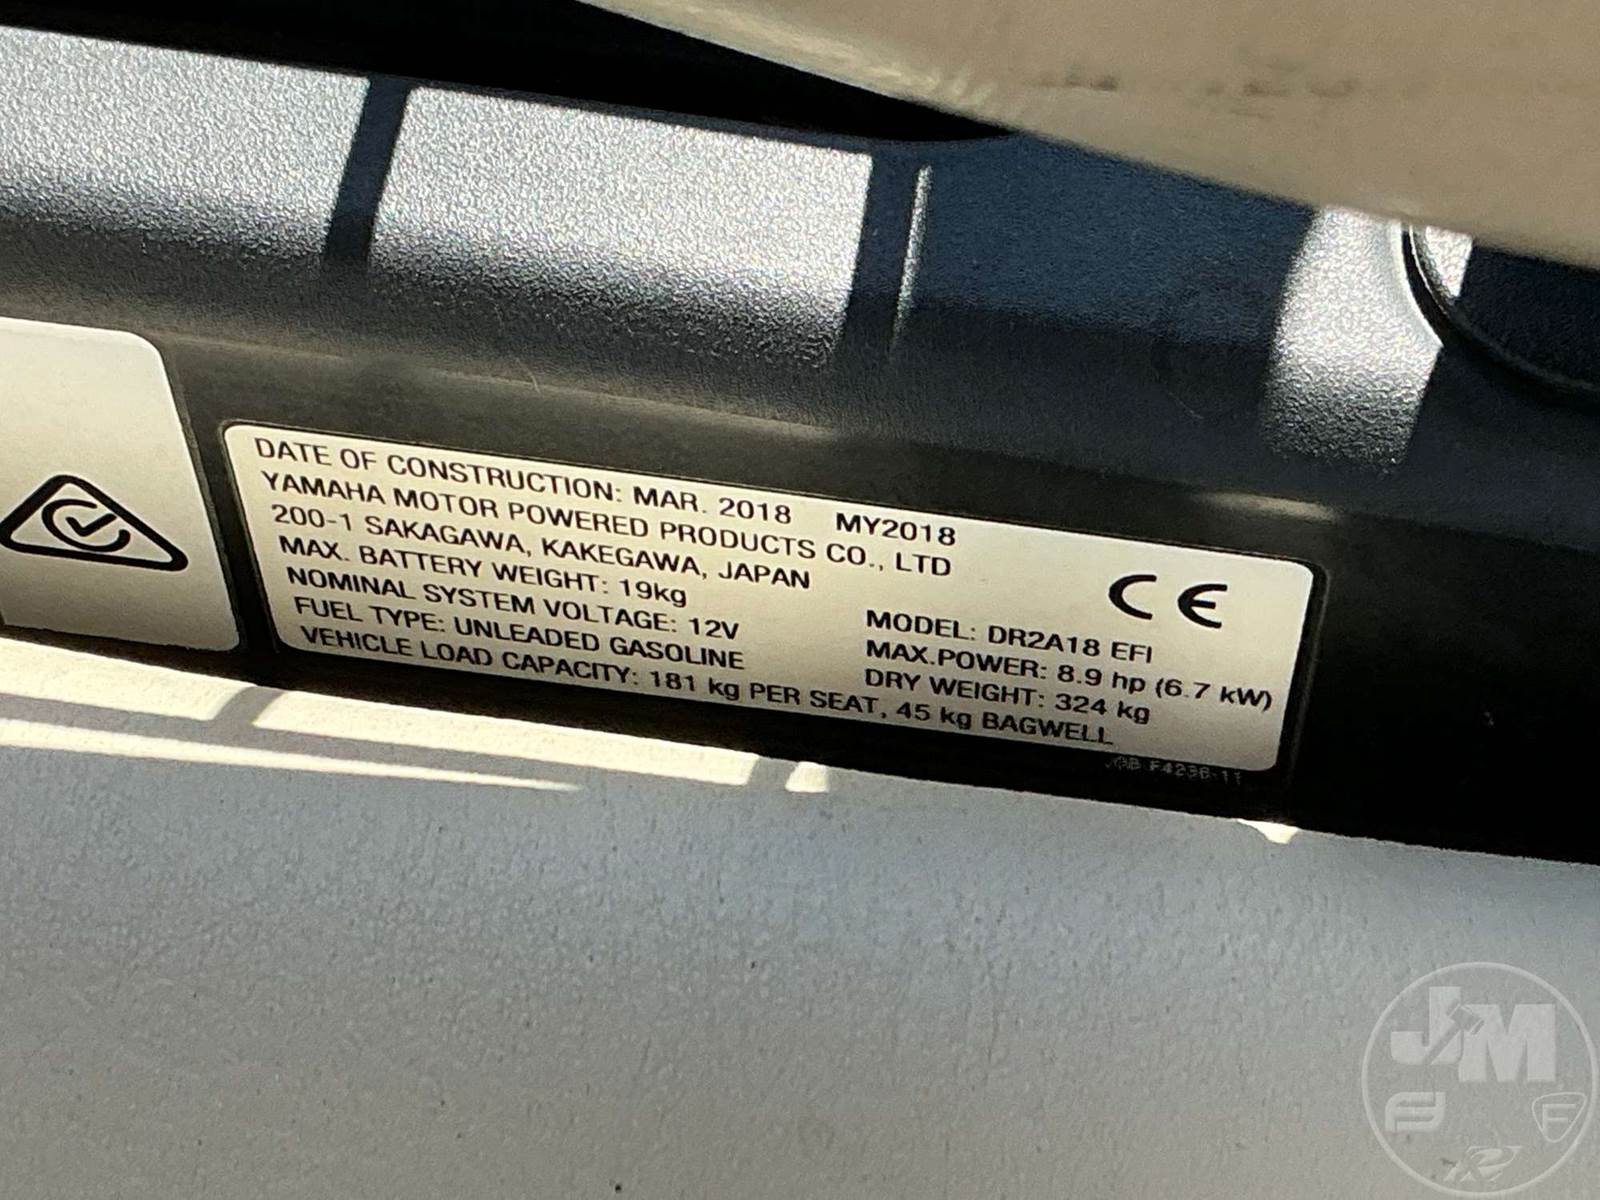 DATE OF CONSTRUCTION: MAR. 2018 MY2018
YAMAHA MOTOR POWERED PRODUCTS CO., LTD
200-1 SAKAGAWA, KAKEGAWA, JAPAN
MAX. BATTERY WEIGHT: 19kg
NOMINAL SYSTEM VOLTAGE: 12V
FUEL TYPE: UNLEADED GASOLINE
VEHICLE LOAD CAPACITY: 181 kg PER SEAT, 45 kg BAGWELL
CE
MODEL: DR2A18 EFI
MAX.POWER: 8.9 hp (6.7 kW)
DRY WEIGHT: 324 kg
JM